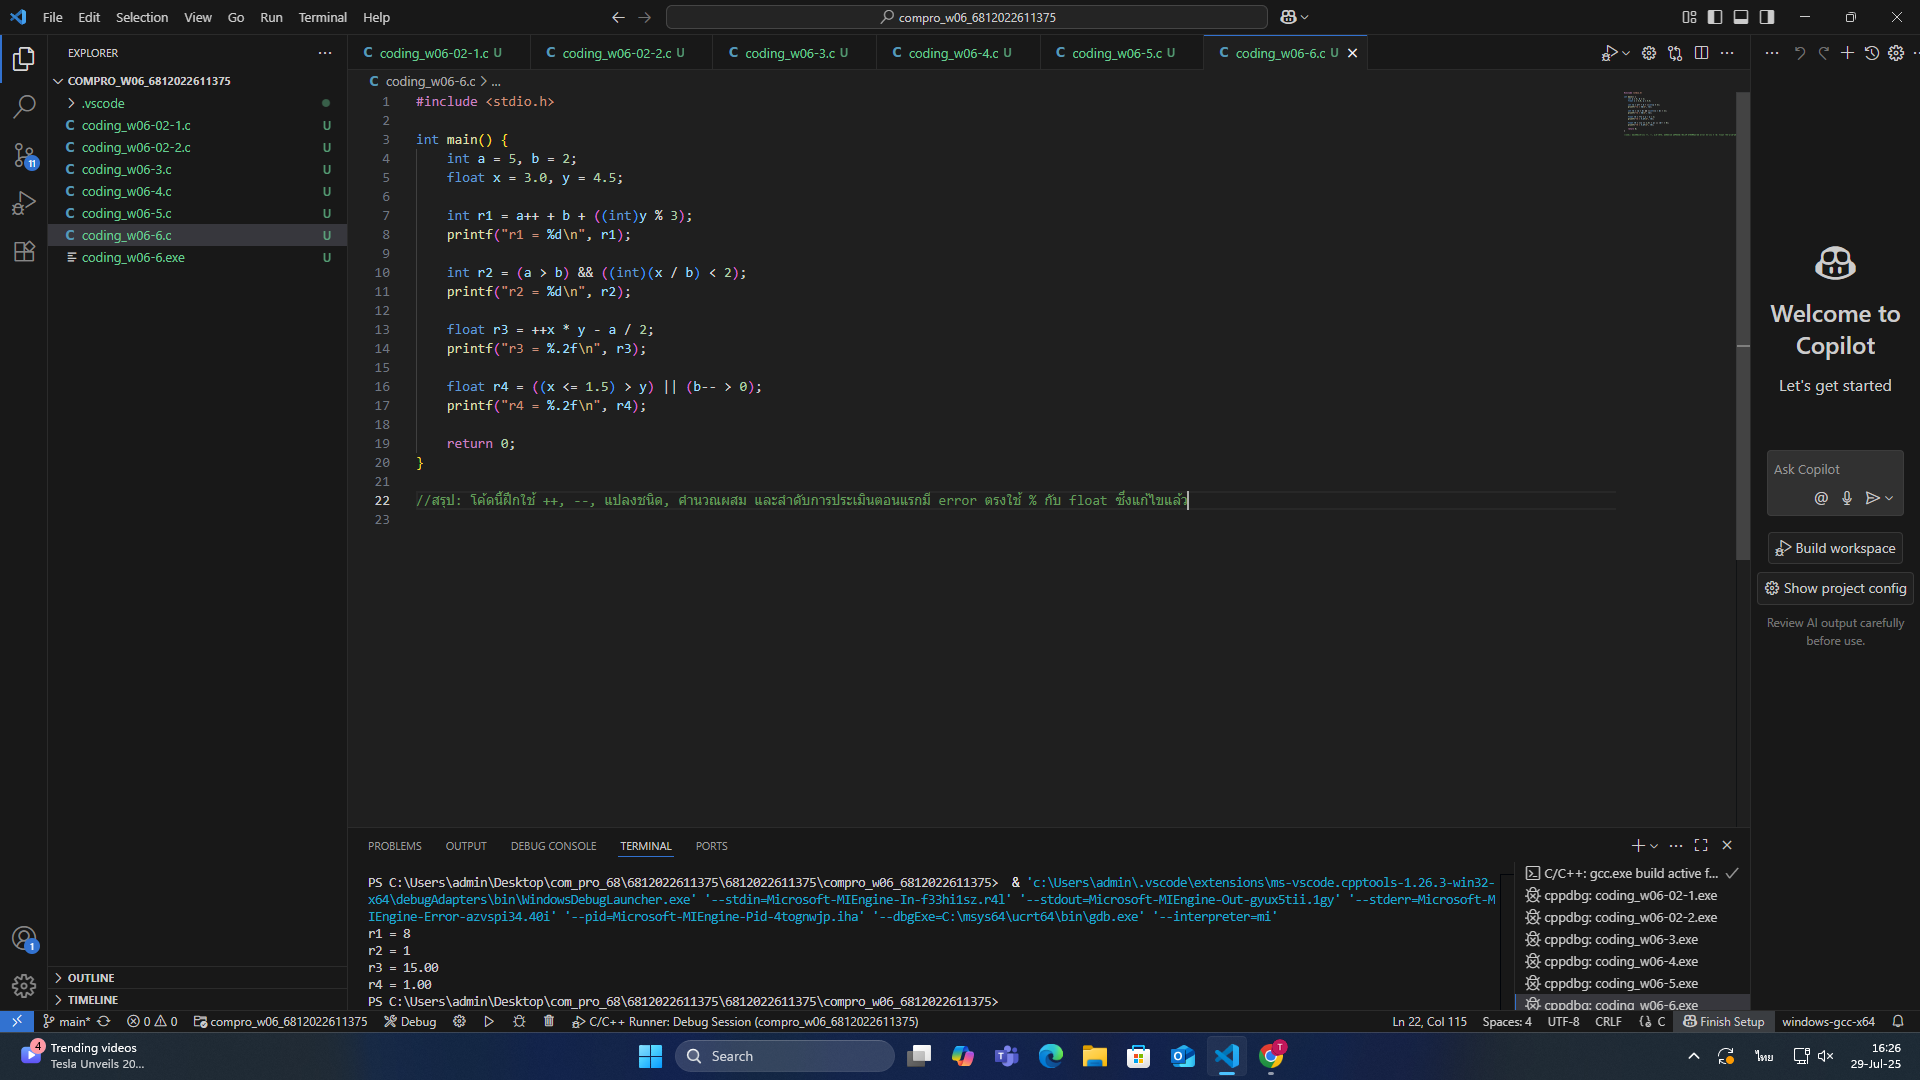 File Edit Selection View Go Run Terminal Help
compro_w06_6812022611375
EXPLORER
COMPRO_W06_6812022611375
.vscode
C coding_w06-02-1.c U
C coding_w06-02-2.c U
C coding_w06-3.c U
C coding_w06-4.c U
C coding_w06-5.c U
C coding_w06-6.c U
coding_w06-6.exe U
11
1
OUTLINE
TIMELINE
C coding_w06-02-1.c U C coding_w06-02-2.c U C coding_w06-3.c U C coding_w06-4.c U C coding_w06-5.c U C coding_w06-6.c U
C coding_w06-6.c > ...
1 #include <stdio.h>
2
3 int main() {
4 int a = 5, b = 2;
5 float x = 3.0, y = 4.5;
6
7 int r1 = a++ + b + ((int)y % 3);
8 printf("r1 = %d\n", r1);
9
10 int r2 = (a > b) && ((int)(x / b) < 2);
11 printf("r2 = %d\n", r2);
12
13 float r3 = ++x * y - a / 2;
14 printf("r3 = %.2f\n", r3);
15
16 float r4 = ((x <= 1.5) > y) || (b-- > 0);
17 printf("r4 = %.2f\n", r4);
18
19 return 0;
20 }
21
22 //สรุป: โค้ดนี้ฝึกใช้ ++, --, แปลงชนิด, คำนวณผสม และลำดับการประเมินตอนแรกมี error ตรงใช้ % กับ float ซึ่งแก้ไขแล้ว
23
Welcome to
Copilot
Let's get started
Ask Copilot
Build workspace
Show project config
Review AI output carefully
before use.
PROBLEMS OUTPUT DEBUG CONSOLE TERMINAL PORTS
PS C:\Users\admin\Desktop\com_pro_68\6812022611375\6812022611375\compro_w06_6812022611375> & 'c:\Users\admin\.vscode\extensions\ms-vscode.cpptools-1.26.3-win32-
x64\debugAdapters\bin\WindowsDebugLauncher.exe' '--stdin=Microsoft-MIEngine-In-f33hi1sz.r4l' '--stdout=Microsoft-MIEngine-Out-gyux5tii.1gy' '--stderr=Microsoft-M
IEngine-Error-azvspi34.40i' '--pid=Microsoft-MIEngine-Pid-4tognwjp.iha' '--dbgExe=C:\msys64\ucrt64\bin\gdb.exe' '--interpreter=mi'
r1 = 8
r2 = 1
r3 = 15.00
r4 = 1.00
PS C:\Users\admin\Desktop\com_pro_68\6812022611375\6812022611375\compro_w06_6812022611375>
C/C++: gcc.exe build active f...
cppdbg: coding_w06-02-1.exe
cppdbg: coding_w06-02-2.exe
cppdbg: coding_w06-3.exe
cppdbg: coding_w06-4.exe
cppdbg: coding_w06-5.exe
cppdbg: coding_w06-6.exe
main* 0 0 compro_w06_6812022611375 Debug C/C++ Runner: Debug Session (compro_w06_6812022611375) Ln 22, Col 115 Spaces: 4 UTF-8 CRLF {} C Finish Setup windows-gcc-x64
4
Trending videos
Tesla Unveils 20...
Search
T
ไทย
16:26
29-Jul-25